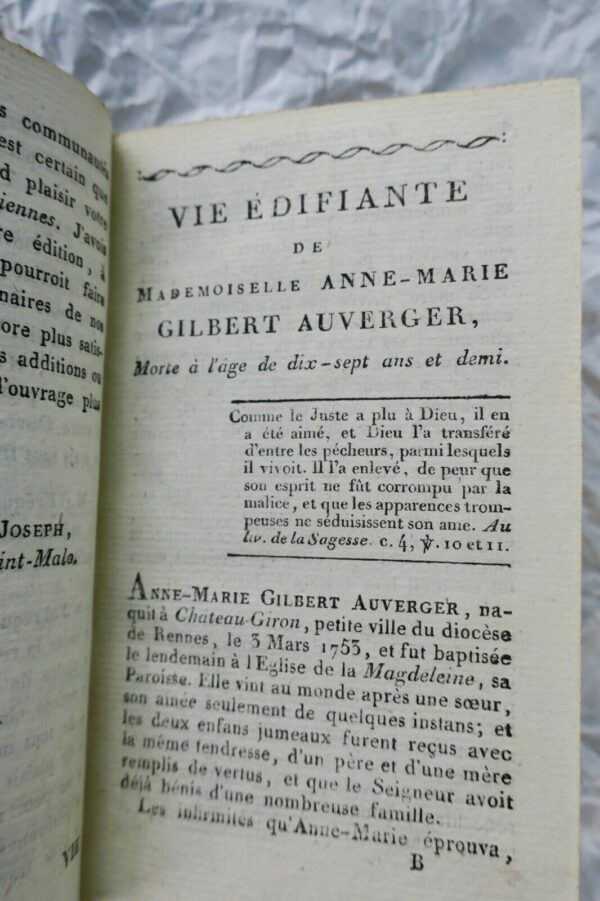 s communautés
est certain que
d plaisir votre
iennes. J'avois
re édition, à
pourroit faire
naires de nos
ore plus satis-
s additions ou
l'ouvrage plus
JOSEPH,
int-Malo.
VIE
VIE ÉDIFIANTE
DE
MADEMOISELLE ANNE-MARIE
GILBERT AUVERGER,
Morte à l'âge de dix-sept ans et demi.
Comme le Juste a plu à Dieu, il en
a été aimé, et Dieu l'a transféré
d'entre les pécheurs, parmi lesquels
il vivoit. Il l'a enlevé, de peur que
son esprit ne fût corrompu par la
malice, et que les apparences trom-
peuses ne séduisissent son ame. Au
liv. de la Sagesse. c. 4, ℣. 10 et 11.
ANNE-MARIE GILBERT AUVERGER, na-
quit à Chateau-Giron, petite ville du diocèse
de Rennes, le 3 Mars 1753, et fut baptisée
le lendemain à l'Eglise de la Magdeleine, sa
Paroisse. Elle vint au monde après une sœur,
son ainée seulement de quelques instans; et
les deux enfans jumeaux furent reçus avec
la même tendresse, d'un père et d'une mère
remplis de vertus, et que le Seigneur avoit
déjà bénis d'une nombreuse famille.
Les infirmités qu'Anne-Marie éprouva,
B